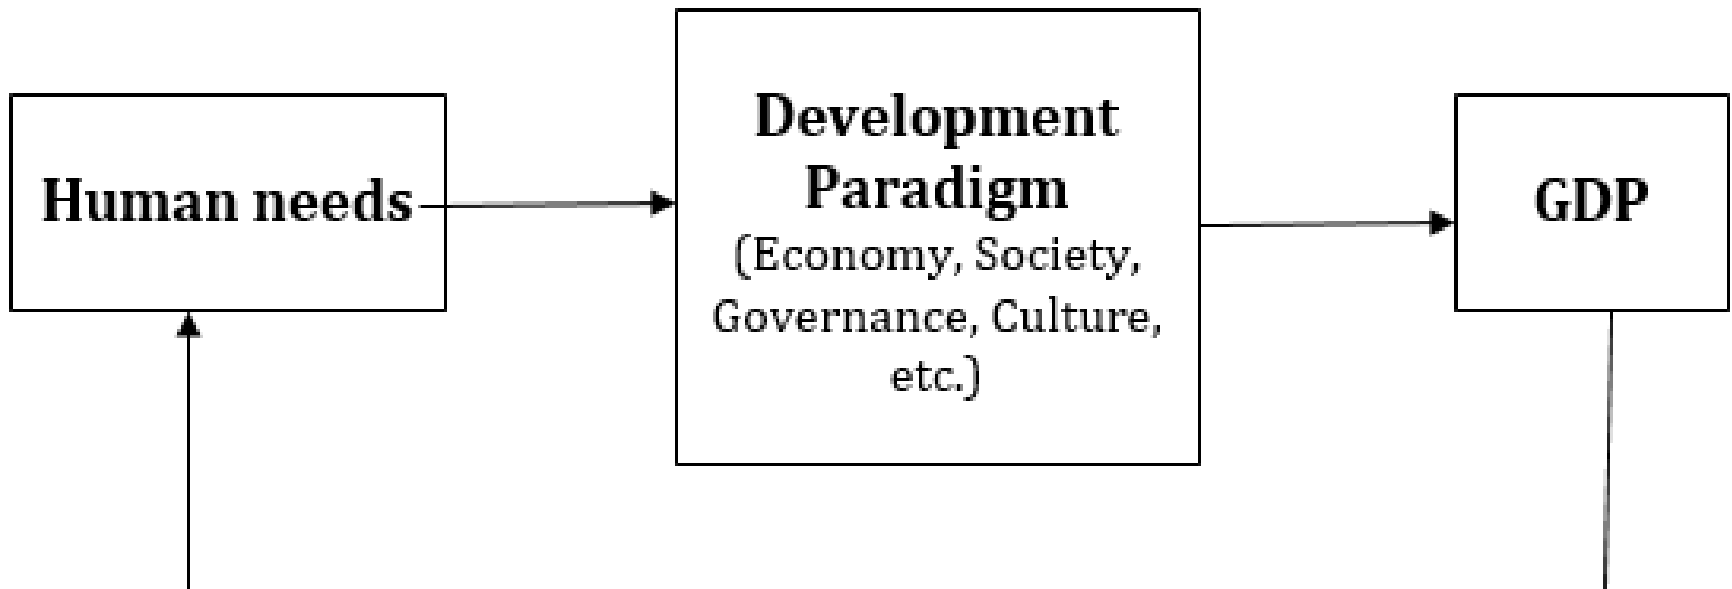 Human needs
Development
Paradigm
(Economy, Society,
Governance, Culture,
etc.)
GDP